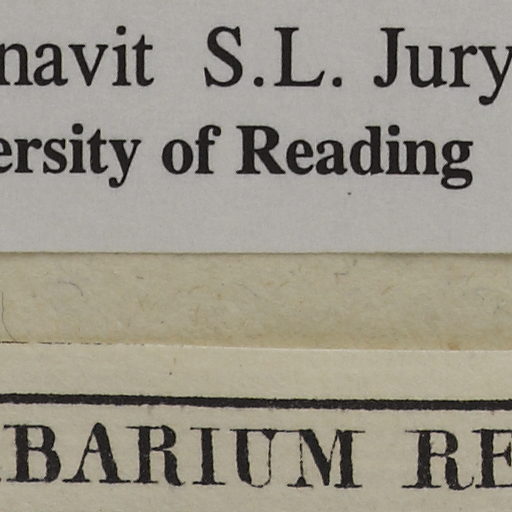 navit S.L. Jury
ersity of Reading
BARIUM RE